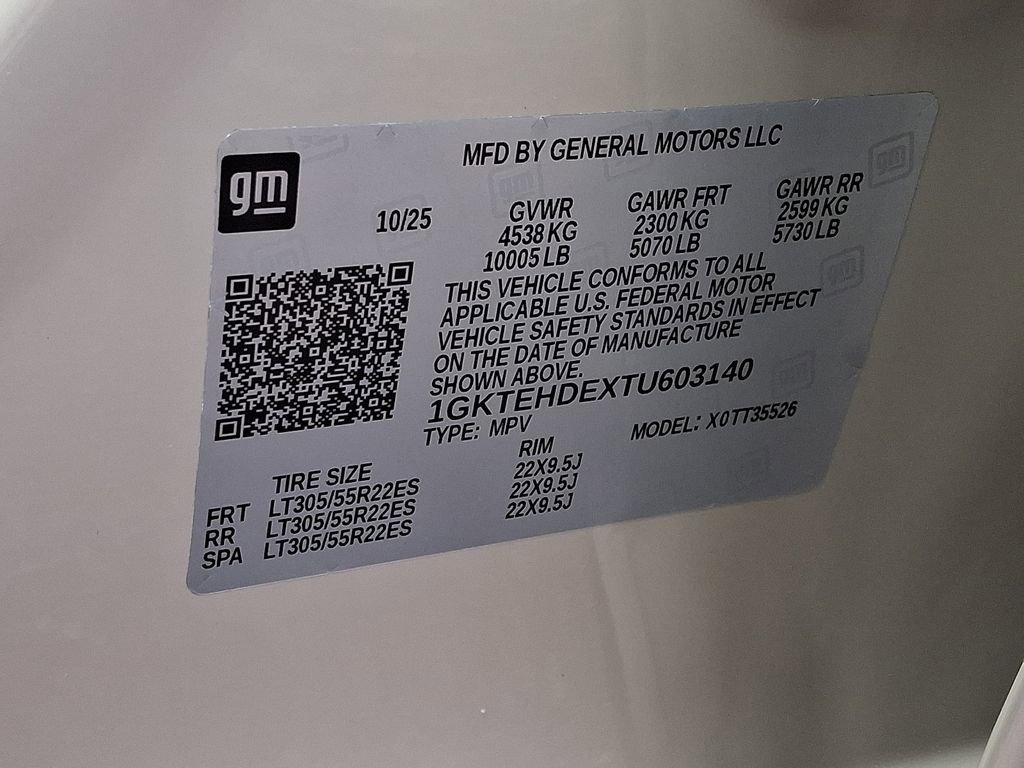 MFD BY GENERAL MOTORS LLC
gm
10/25
GVWR
4538 KG
10005 LB
GAWR FRT
2300 KG
5070 LB
GAWR RR
2599 KG
5730 LB
THIS VEHICLE CONFORMS TO ALL
APPLICABLE U.S. FEDERAL MOTOR
VEHICLE SAFETY STANDARDS IN EFFECT
ON THE DATE OF MANUFACTURE
SHOWN ABOVE.
1GKTEHDEXTU603140
TYPE: MPV
MODEL: X0TT35526
TIRE SIZE RIM
FRT LT305/55R22ES 22X9.5J
RR LT305/55R22ES 22X9.5J
SPA LT305/55R22ES 22X9.5J